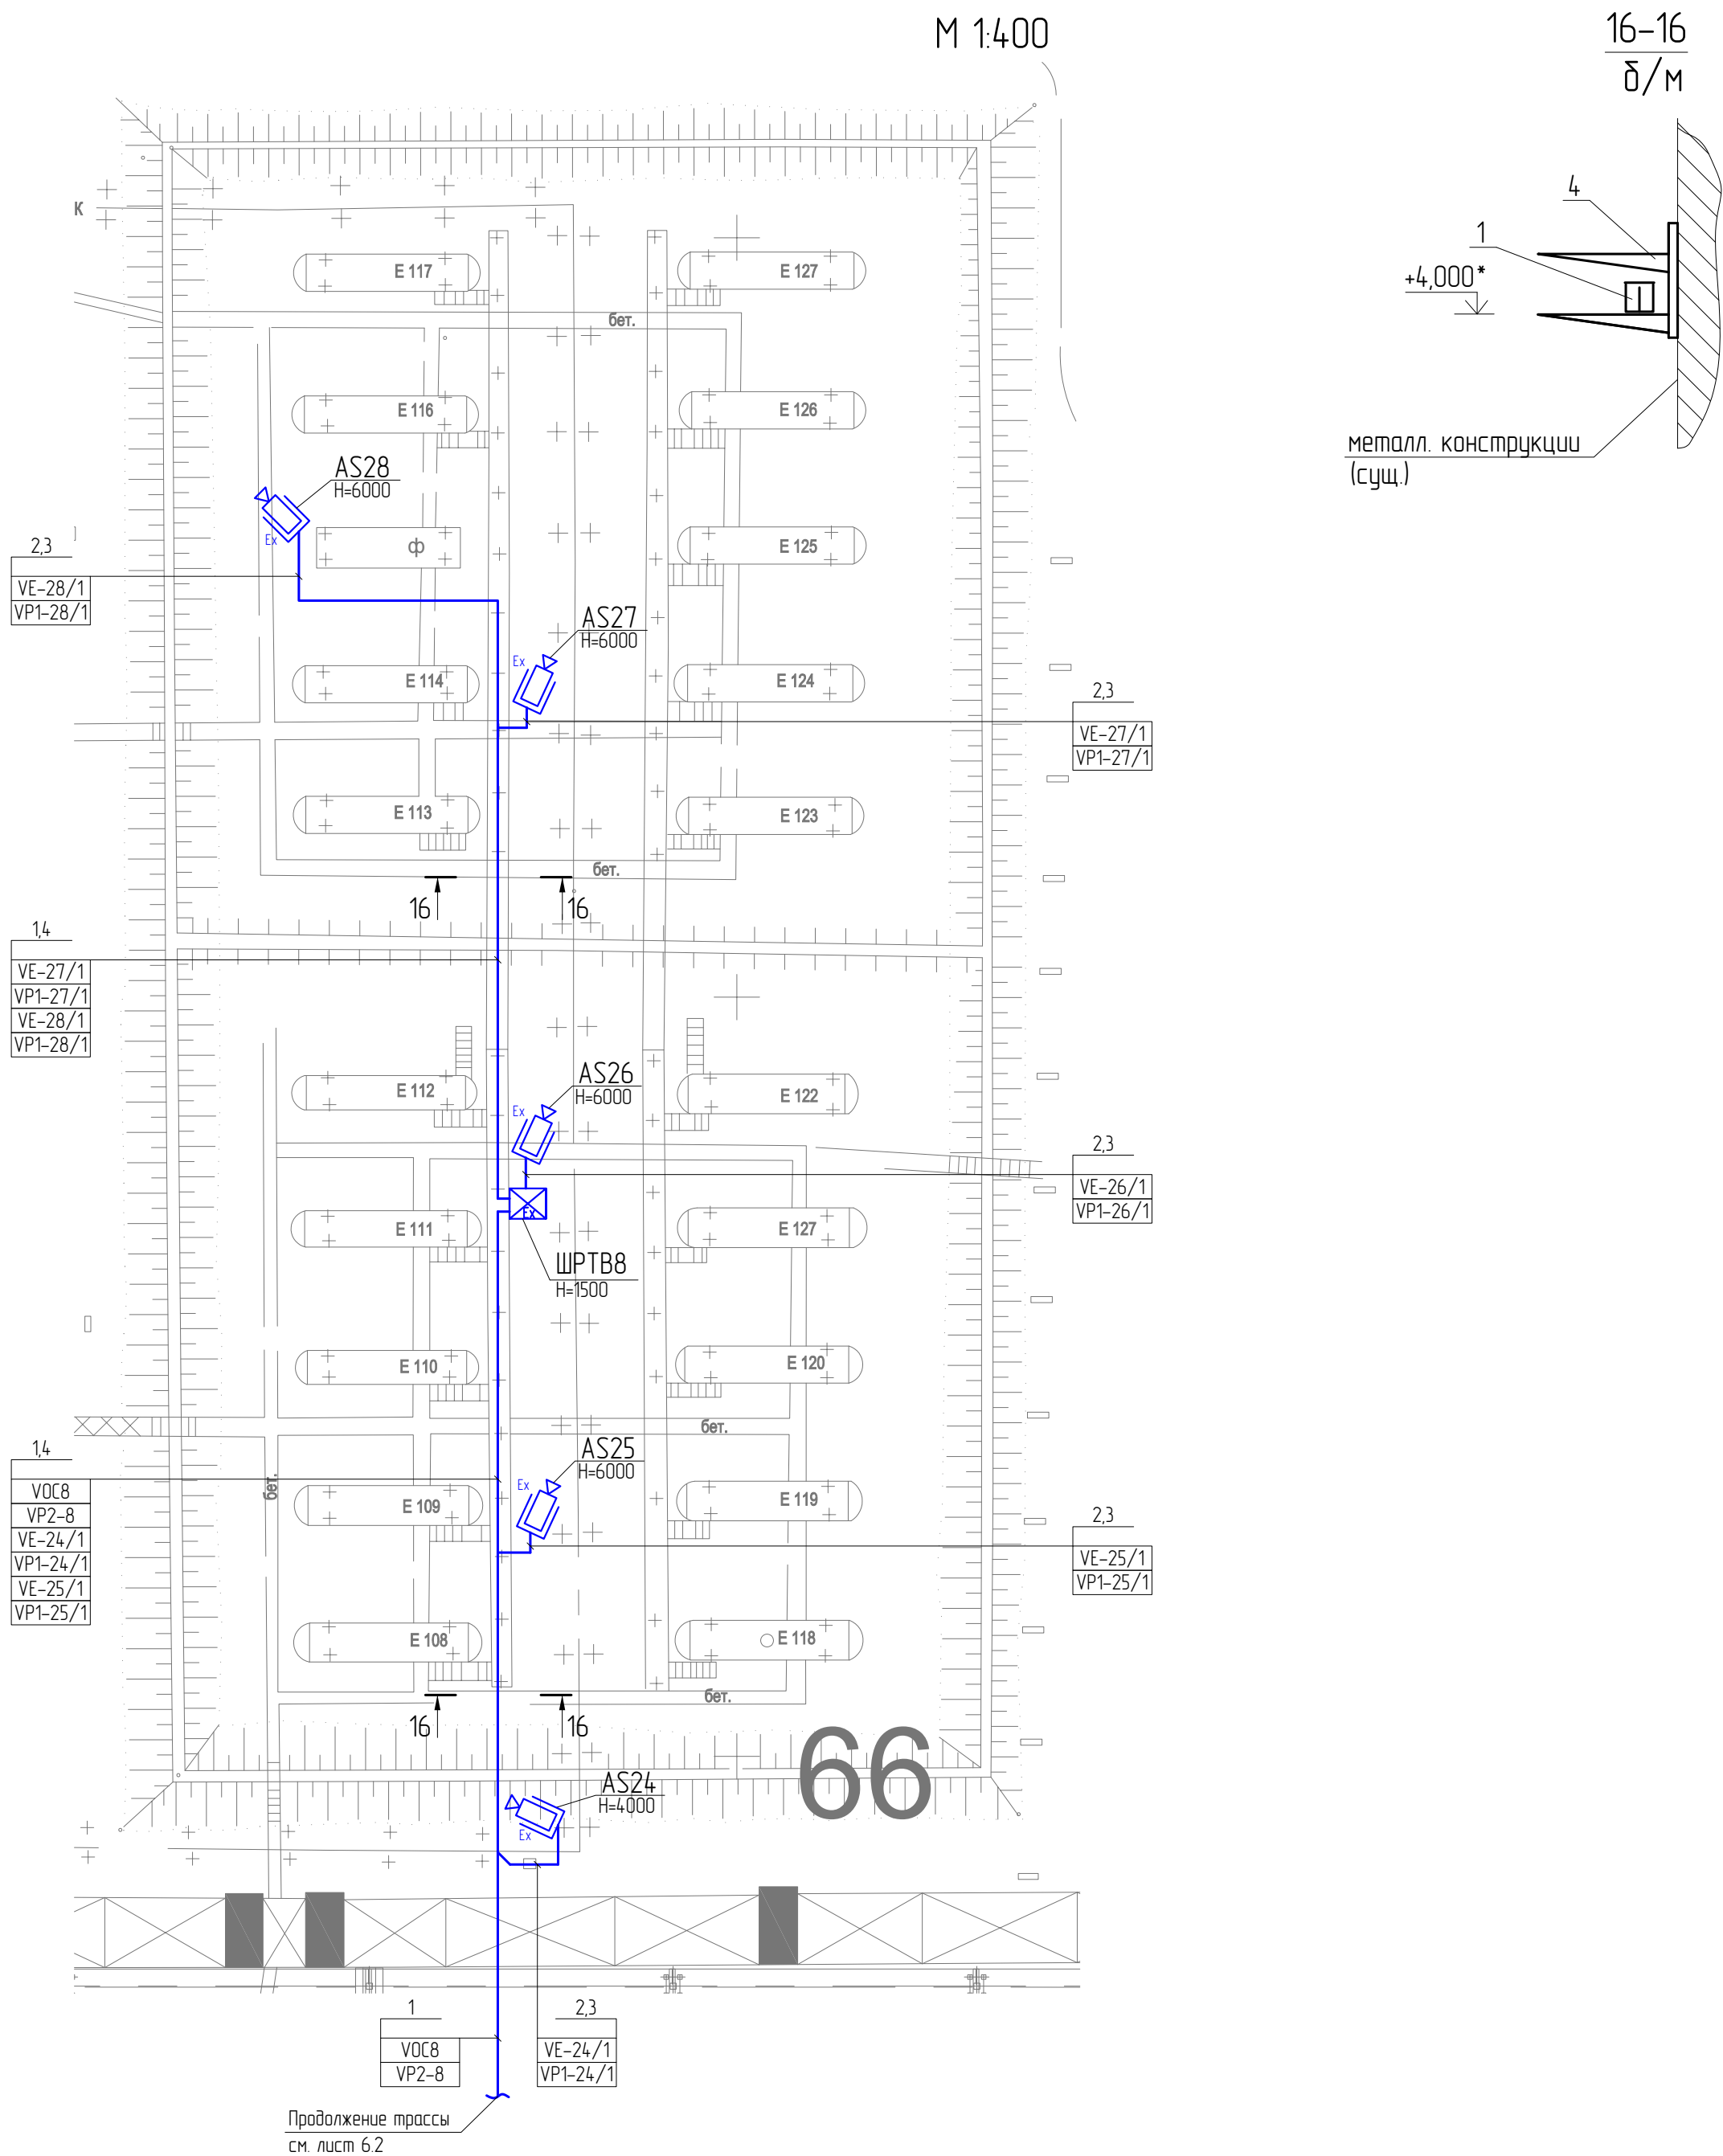 М 1:400
16-16
б/м
4
1
+4,000*
металл. конструкции
(сущ.)
К
E 117
E 127
бет.
E 116
E 126
AS28
H=6000
Ex
ф
E 125
2,3
VE-28/1
VP1-28/1
AS27
H=6000
Ex
E 114
E 124
2,3
VE-27/1
VP1-27/1
E 113
E 123
бет.
16
16
1,4
VE-27/1
VP1-27/1
VE-28/1
VP1-28/1
AS26
H=6000
Ex
E 112
E 122
2,3
VE-26/1
VP1-26/1
Ex
E 111
E 127
ШРТВ8
H=1500
E 110
E 120
бет.
AS25
H=6000
Ex
1,4
VOC8
VP2-8
VE-24/1
VP1-24/1
VE-25/1
VP1-25/1
бет.
E 109
E 119
2,3
VE-25/1
VP1-25/1
E 108
E 118
бет.
16
16
66
AS24
H=4000
Ex
1
VOC8
VP2-8
2,3
VE-24/1
VP1-24/1
Продолжение трассы
см. лист 6.2